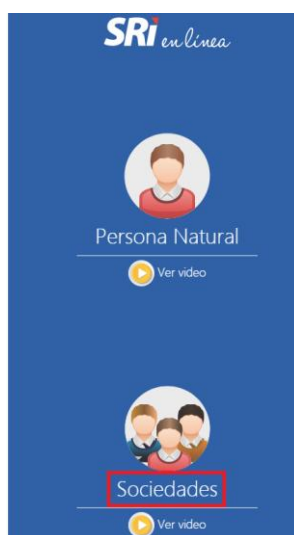 SRi en línea
Persona Natural
Ver video
Sociedades
Ver video